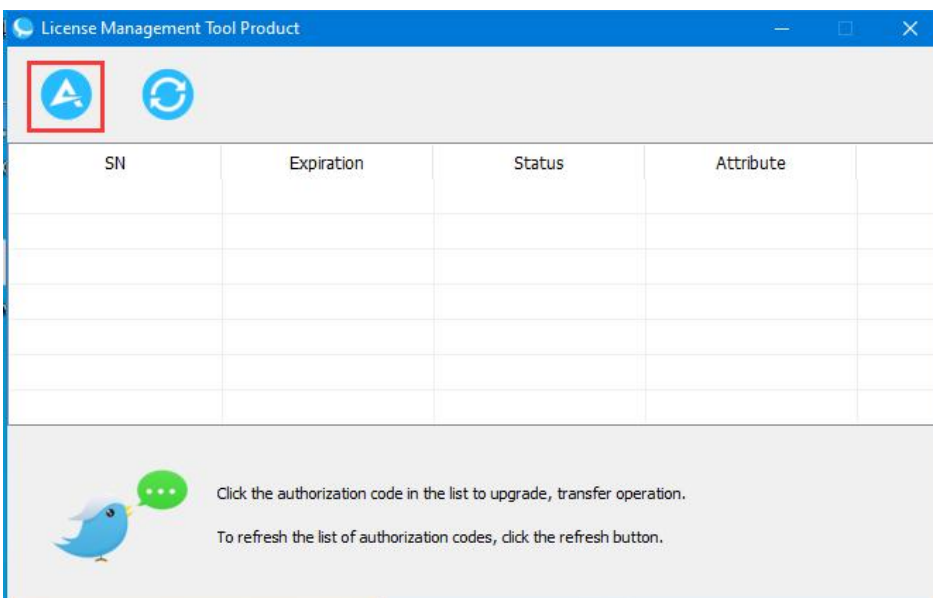 License Management Tool Product
SN Expiration Status Attribute
Click the authorization code in the list to upgrade, transfer operation.
To refresh the list of authorization codes, click the refresh button.